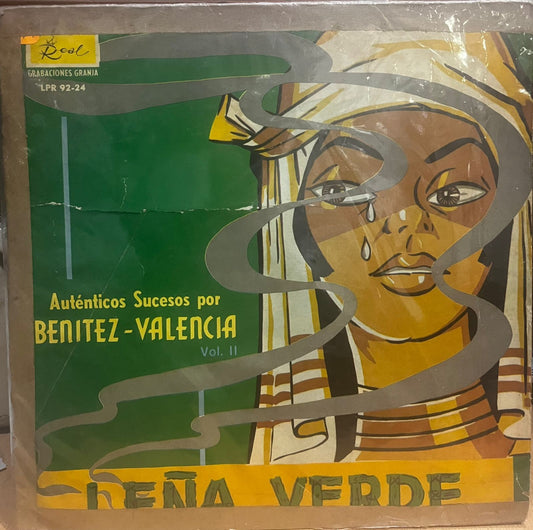 Real
GRABACIONES GRANJA
LPR 92-24
Auténticos Sucesos por
BENITEZ-VALENCIA
Vol. II
LEÑA VERDE